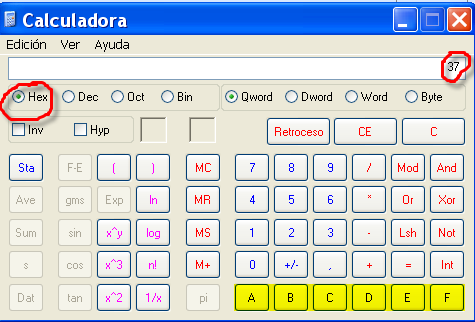 Calculadora
Edición Ver Ayuda
37
Hex Dec Oct Bin Qword Dword Word Byte
Inv Hyp Retroceso CE C
Sta F-E ( ) MC 7 8 9 / Mod And
Ave gms Exp ln MR 4 5 6 * Or Xor
Sum sin x^y log MS 1 2 3 - Lsh Not
s cos x^3 n! M+ 0 +/- , + = Int
Dat tan x^2 1/x pi A B C D E F